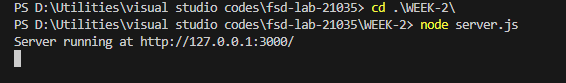 PS D:\Utilities\visual studio codes\fsd-lab-21035> cd .\WEEK-2\
PS D:\Utilities\visual studio codes\fsd-lab-21035\WEEK-2> node server.js
Server running at http://127.0.0.1:3000/